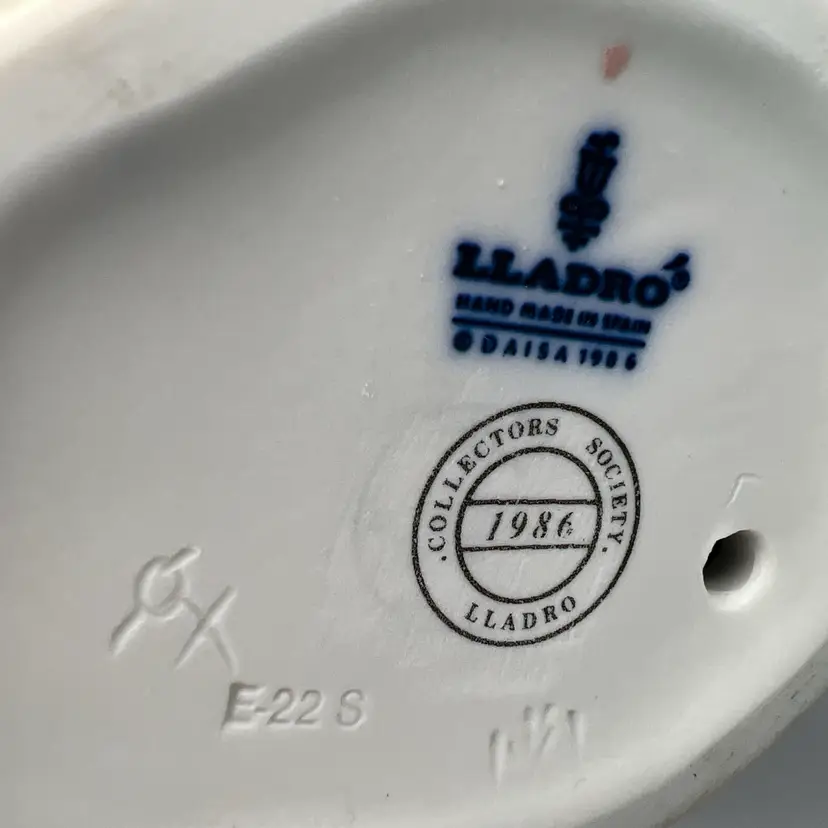 LLADRÓ
HAND MADE IN SPAIN
© DAISA 1986
·COLLECTORS SOCIETY·
1986
LLADRO
E-22 S